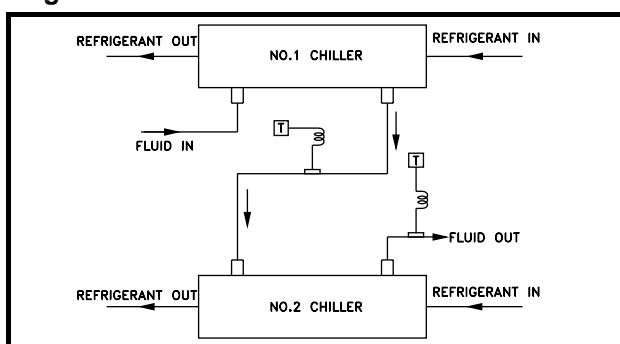 REFRIGERANT OUT
NO.1 CHILLER
REFRIGERANT IN
FLUID IN
T
T
FLUID OUT
REFRIGERANT OUT
NO.2 CHILLER
REFRIGERANT IN